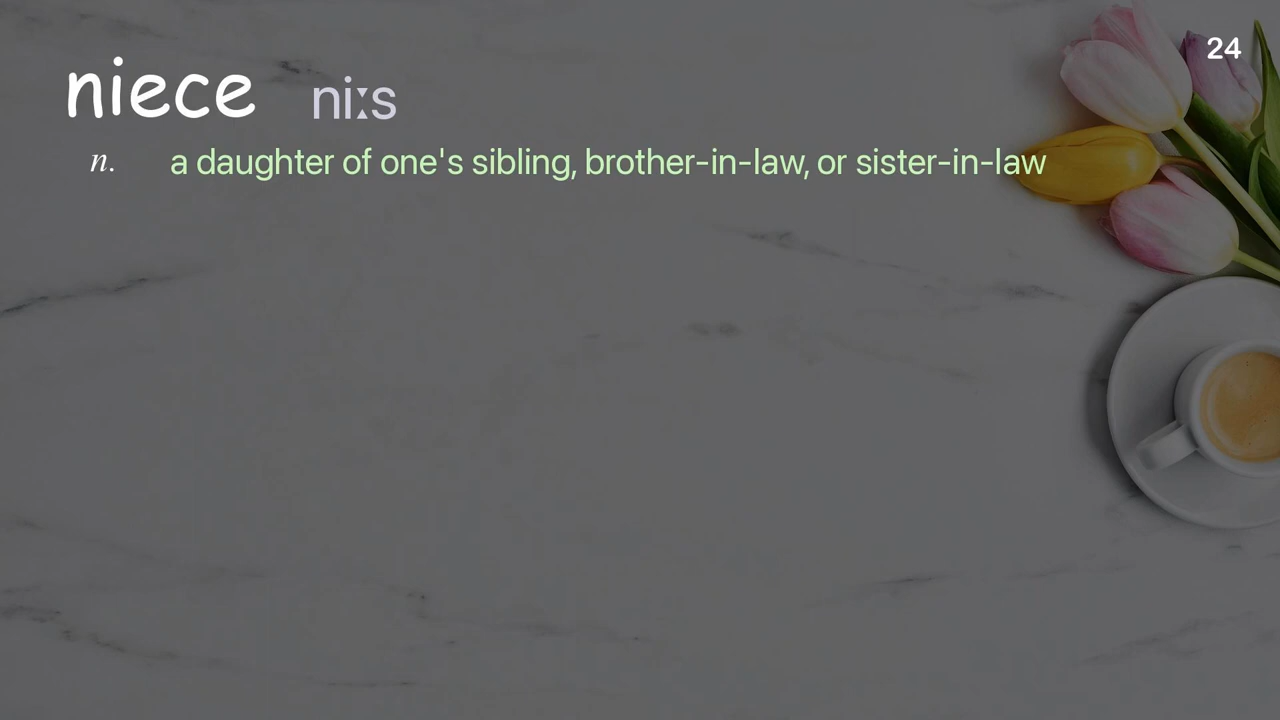 24
niece niːs
n. a daughter of one's sibling, brother-in-law, or sister-in-law